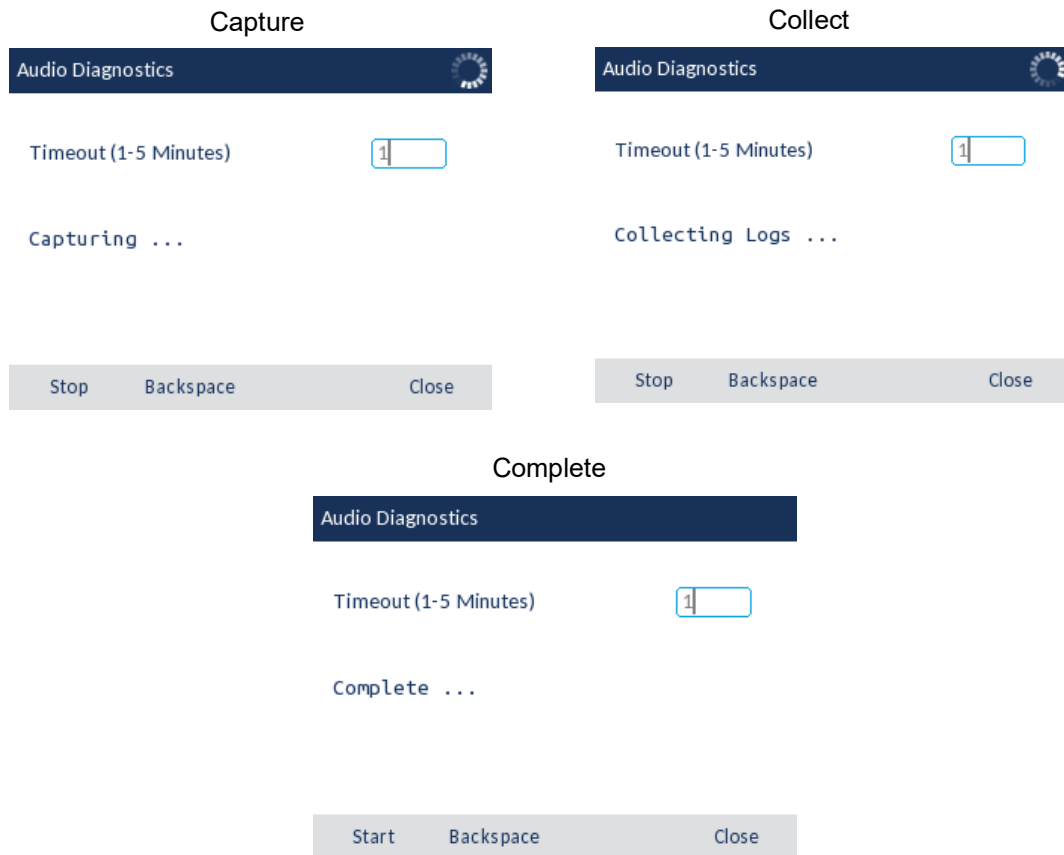 Capture
Audio Diagnostics
Timeout (1-5 Minutes) 1
Capturing ...
Stop Backspace Close
Collect
Audio Diagnostics
Timeout (1-5 Minutes) 1
Collecting Logs ...
Stop Backspace Close
Complete
Audio Diagnostics
Timeout (1-5 Minutes) 1
Complete ...
Start Backspace Close